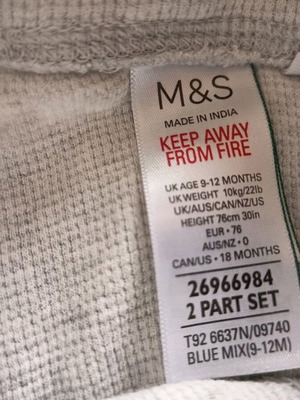 M&S
MADE IN INDIA
KEEP AWAY
FROM FIRE
UK AGE 9-12 MONTHS
UK WEIGHT 10kg/22lb
UK/AUS/CAN/NZ/US
HEIGHT 76cm 30in
EUR • 76
AUS/NZ • 0
CAN/US • 18 MONTHS
26966984
2 PART SET
T92 6637N/09740
BLUE MIX(9-12M)